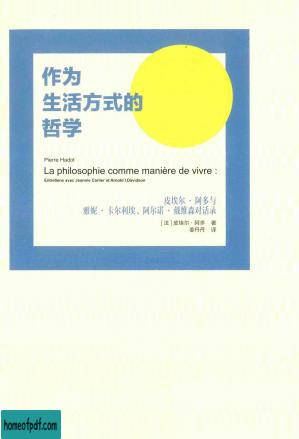 作为
生活方式的
哲学
Pierre Hadot
La philosophie comme manière de vivre :
Entretiens avec Jeannie Carlier et Arnold I.Davidson
皮埃尔·阿多与
雅妮·卡尔利埃、阿尔诺·戴维森对话录
[法] 皮埃尔·阿多 著
姜丹丹 译
homeofpdf.com